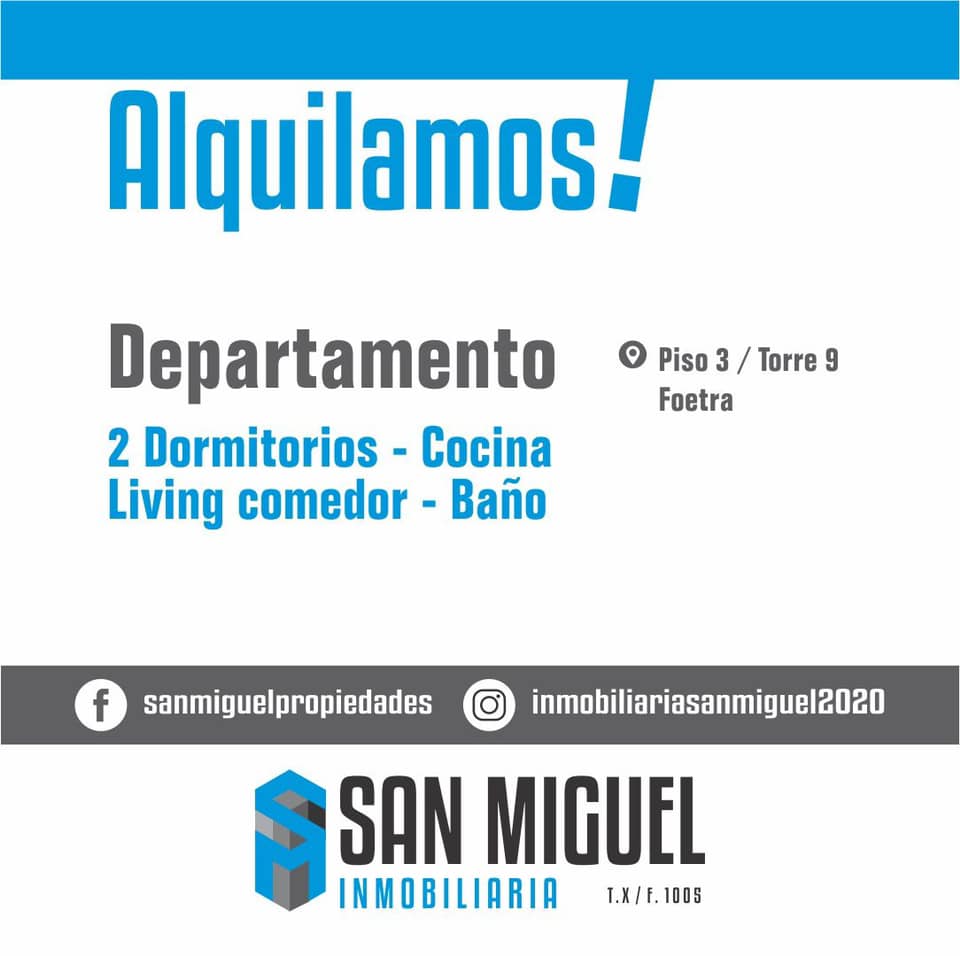 Alquilamos!
Departamento
2 Dormitorios - Cocina
Living comedor - Baño
Piso 3 / Torre 9
Foetra
sanmiguelpropiedades
inmobiliariasanmiguel2020
SAN MIGUEL
INMOBILIARIA
T.X / F. 1005